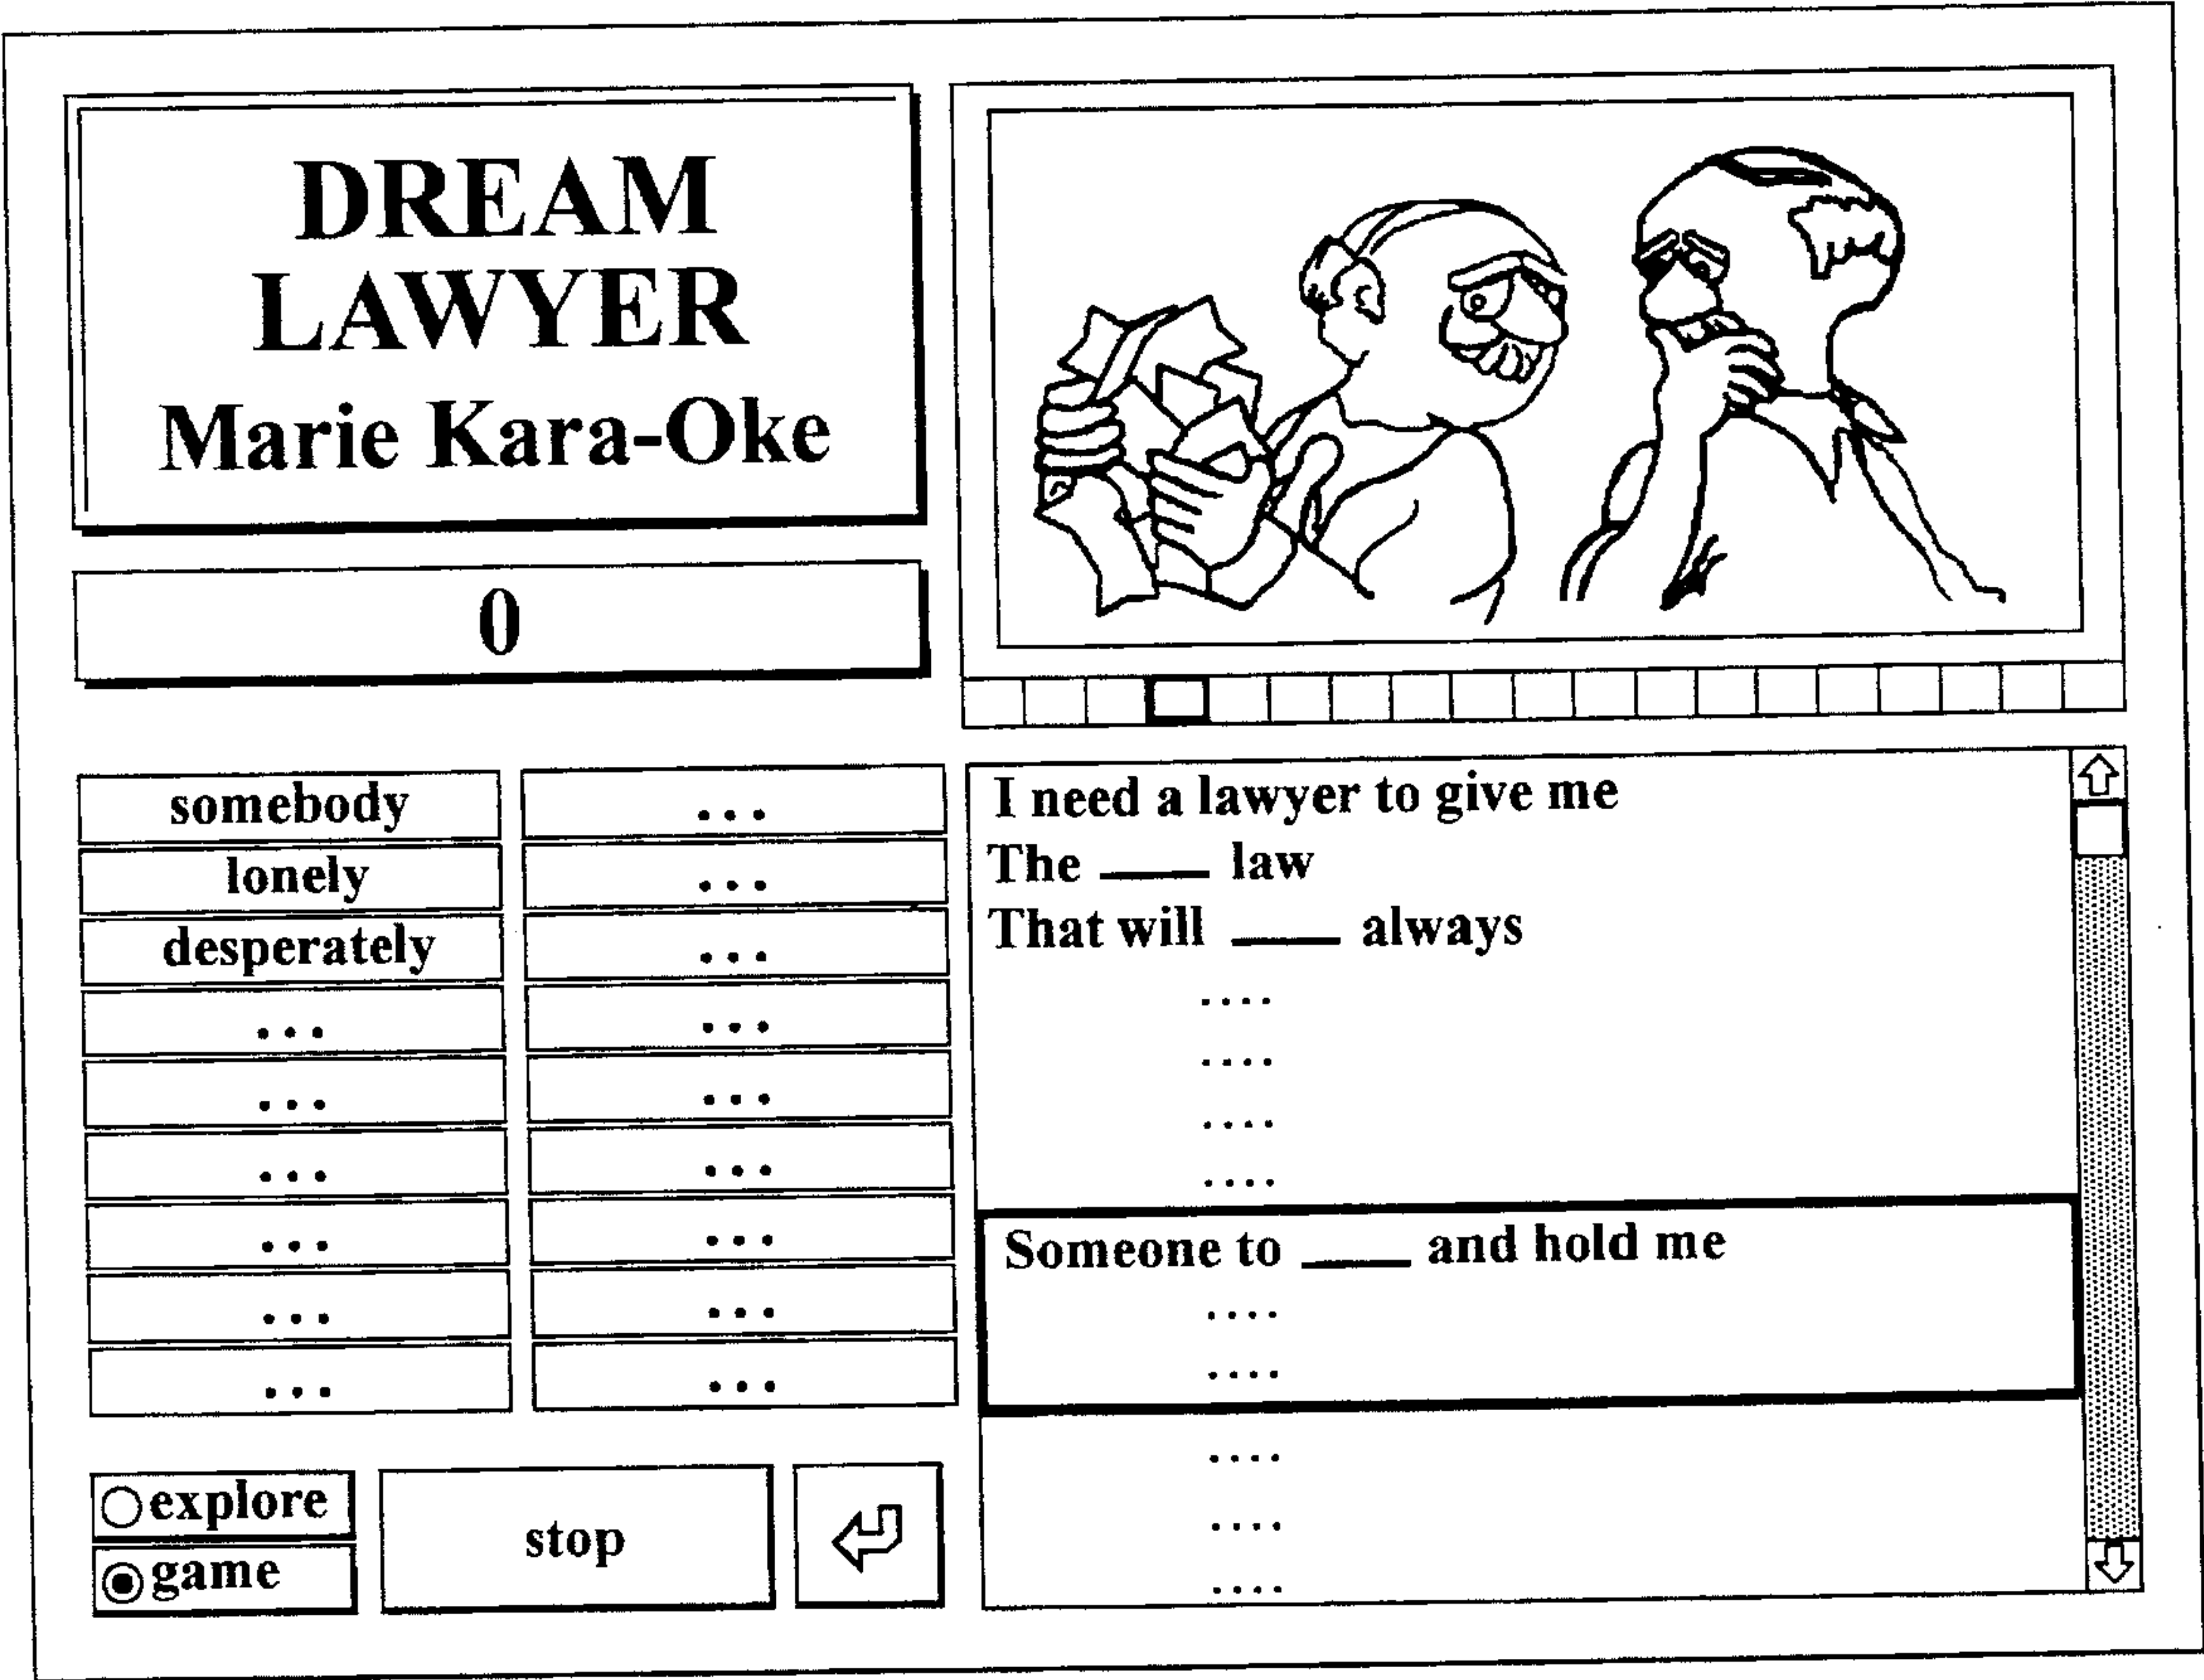 DREAM
LAWYER
Marie Kara-Oke
0
somebody
...
lonely
...
desperately
...
...
...
...
...
...
...
...
...
...
...
...
...
explore
game
stop
I need a lawyer to give me
The ____ law
That will ____ always
....
....
....
....
Someone to ____ and hold me
....
....
....
....
....